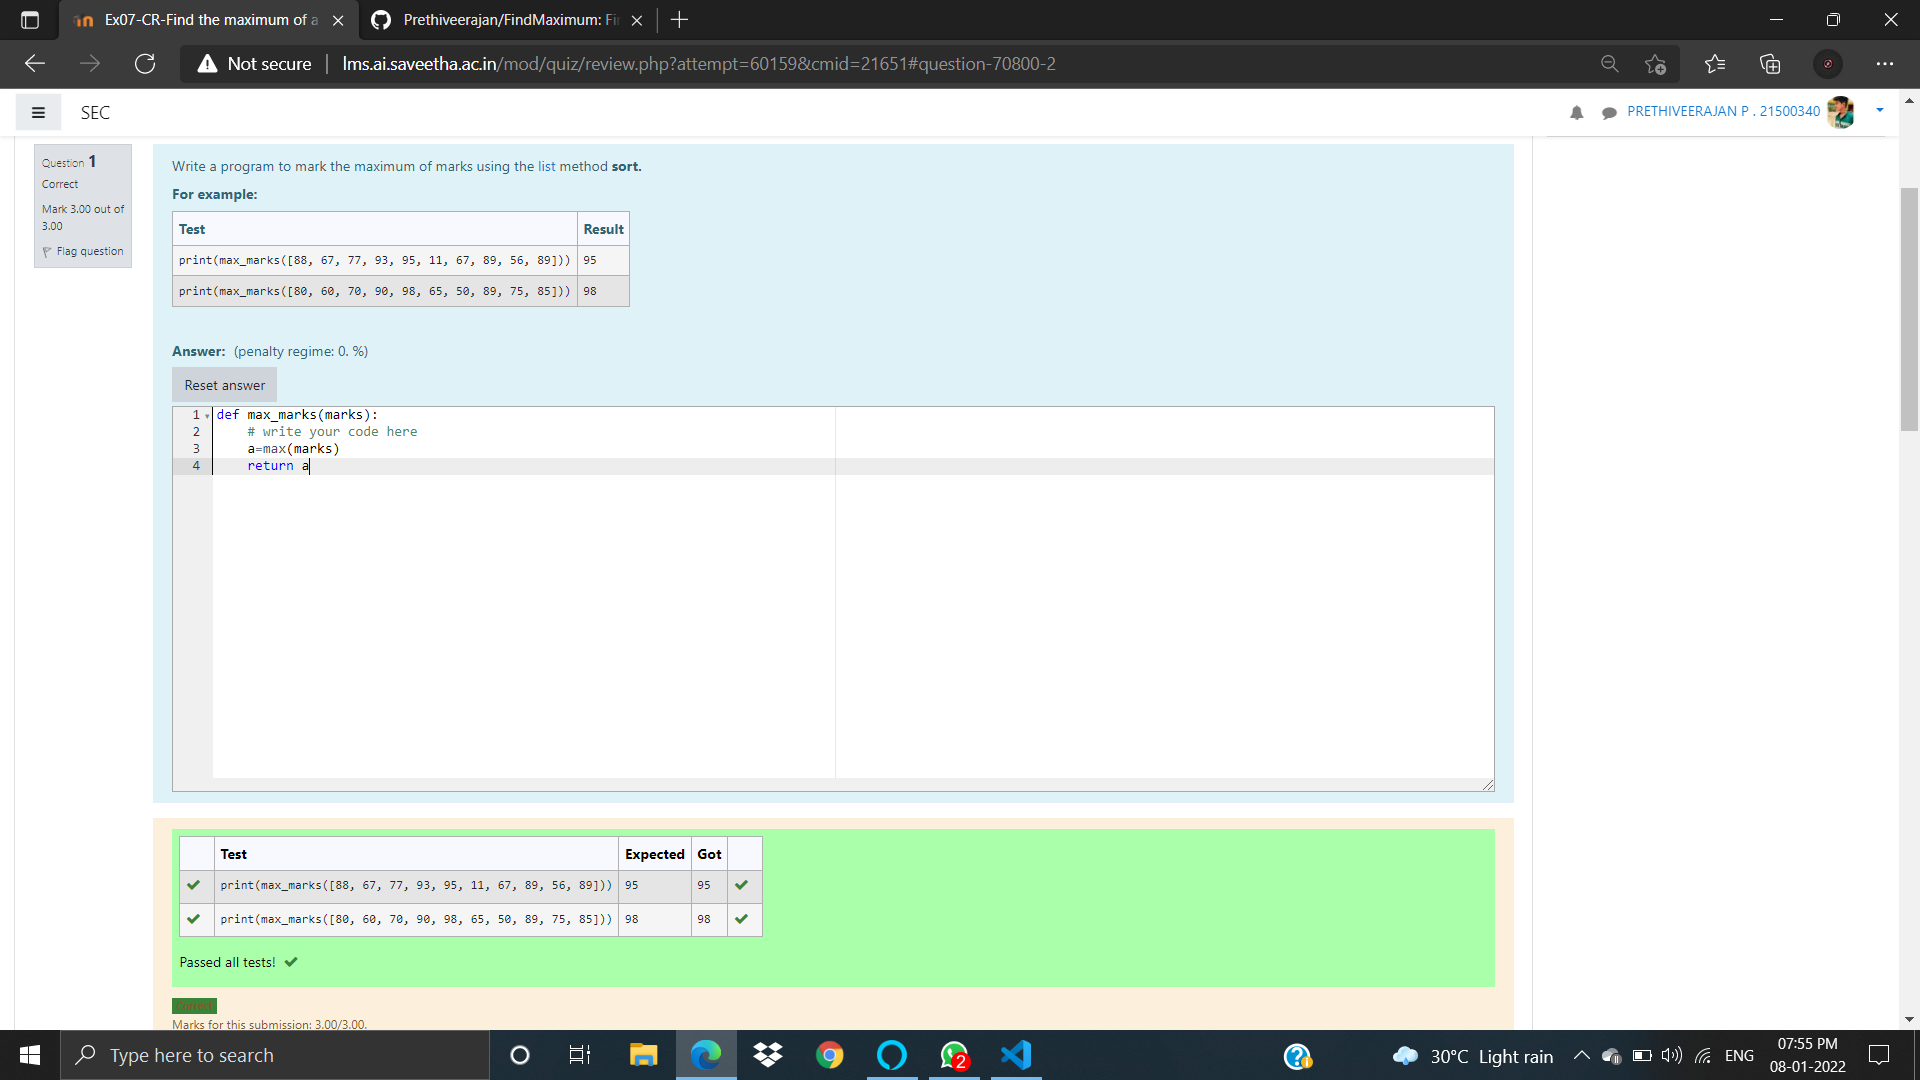 Ex07-CR-Find the maximum of a
Prethiveerajan/FindMaximum: Fi
Not secure
lms.ai.saveetha.ac.in/mod/quiz/review.php?attempt=60159&cmid=21651#question-70800-2
SEC
PRETHIVEERAJAN P . 21500340
Question 1
Correct
Mark 3.00 out of
3.00
Flag question
Write a program to mark the maximum of marks using the list method sort.
For example:
Test Result
print(max_marks([88, 67, 77, 93, 95, 11, 67, 89, 56, 89])) 95
print(max_marks([80, 60, 70, 90, 98, 65, 50, 89, 75, 85])) 98
Answer: (penalty regime: 0. %)
Reset answer
1 def max_marks(marks):
2 # write your code here
3 a=max(marks)
4 return a
Test Expected Got
print(max_marks([88, 67, 77, 93, 95, 11, 67, 89, 56, 89])) 95 95
print(max_marks([80, 60, 70, 90, 98, 65, 50, 89, 75, 85])) 98 98
Passed all tests!
Correct
Marks for this submission: 3.00/3.00.
Type here to search
2
30°C Light rain
ENG
07:55 PM
08-01-2022